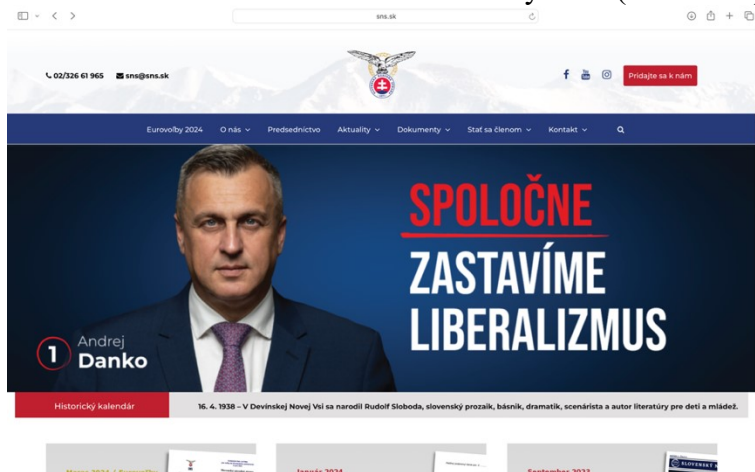 sns.sk
02/326 61 965 sns@sns.sk
Pridajte sa k nám
Eurovoľby 2024 O nás Predsedníctvo Aktuality Dokumenty Stať sa členom Kontakt
SPOLOČNE
ZASTAVÍME
LIBERALIZMUS
1 Andrej
Danko
Historický kalendár 16. 4. 1938 – V Devínskej Novej Vsi sa narodil Rudolf Sloboda, slovenský prozaik, básnik, dramatik, scenárista a autor literatúry pre deti a mládež.
Január 2024 September 2023